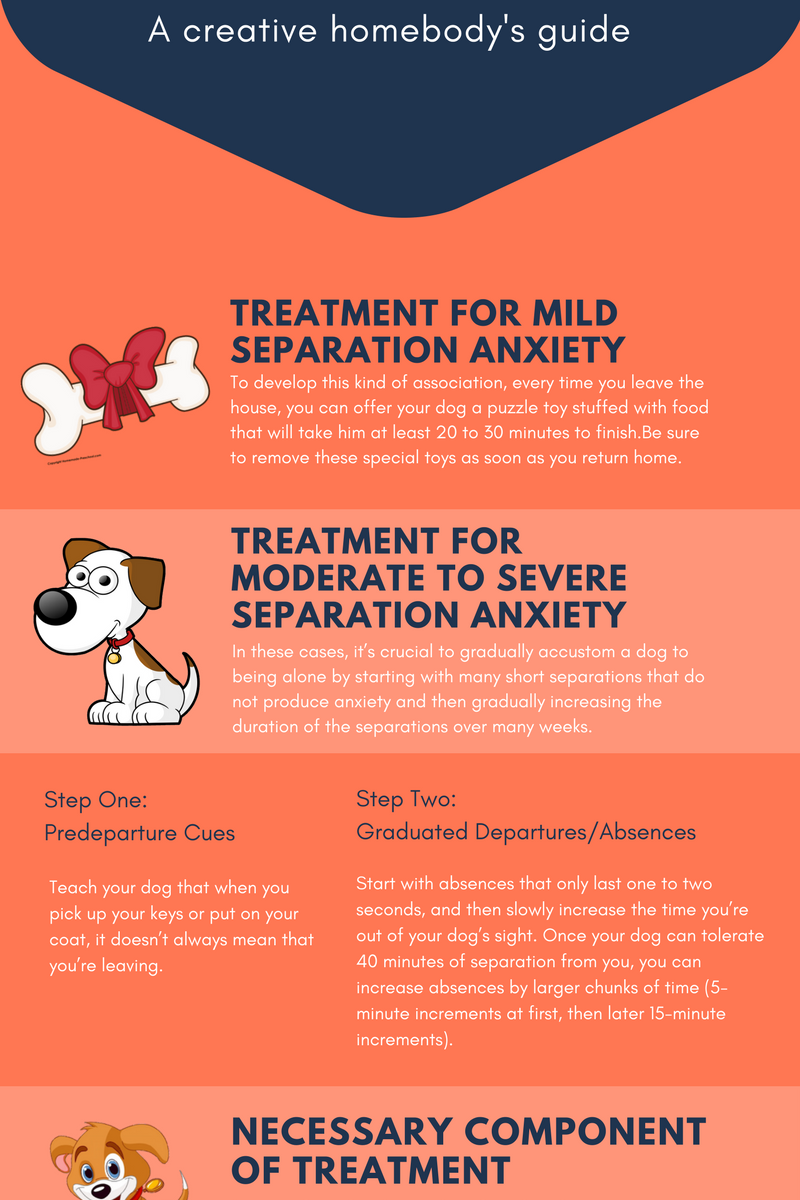 A creative homebody's guide
TREATMENT FOR MILD
SEPARATION ANXIETY
To develop this kind of association, every time you leave the
house, you can offer your dog a puzzle toy stuffed with food
that will take him at least 20 to 30 minutes to finish.Be sure
to remove these special toys as soon as you return home.
TREATMENT FOR
MODERATE TO SEVERE
SEPARATION ANXIETY
In these cases, it’s crucial to gradually accustom a dog to
being alone by starting with many short separations that do
not produce anxiety and then gradually increasing the
duration of the separations over many weeks.
Step One:
Predeparture Cues
Teach your dog that when you
pick up your keys or put on your
coat, it doesn’t always mean that
you’re leaving.
Step Two:
Graduated Departures/Absences
Start with absences that only last one to two
seconds, and then slowly increase the time you’re
out of your dog’s sight. Once your dog can tolerate
40 minutes of separation from you, you can
increase absences by larger chunks of time (5-
minute increments at first, then later 15-minute
increments).
NECESSARY COMPONENT
OF TREATMENT